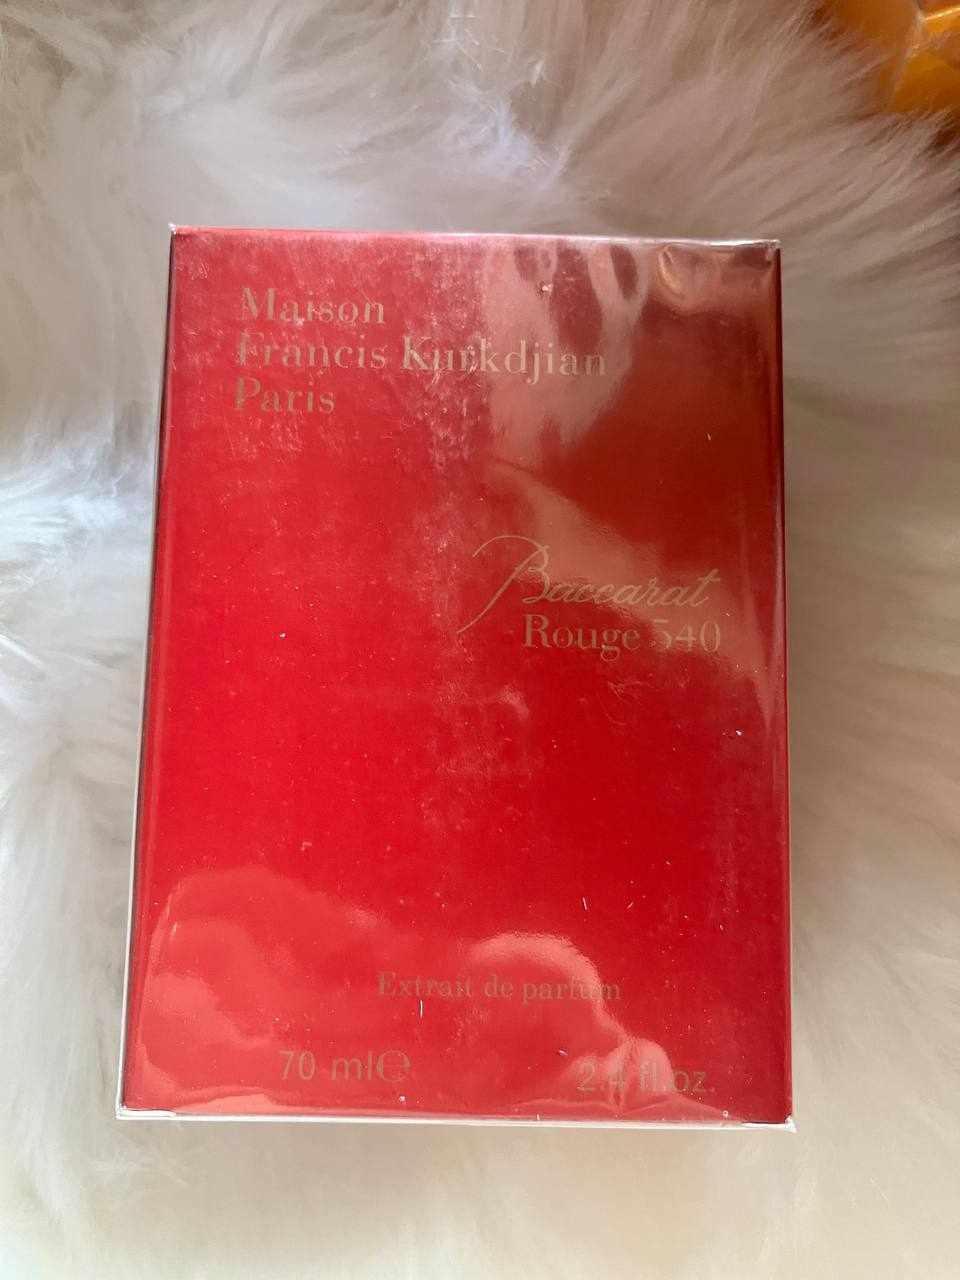 Maison
Francis Kurkdjian
Paris
Baccarat
Rouge 540
Extrait de parfum
70 ml℮ 2.4 fl.oz.